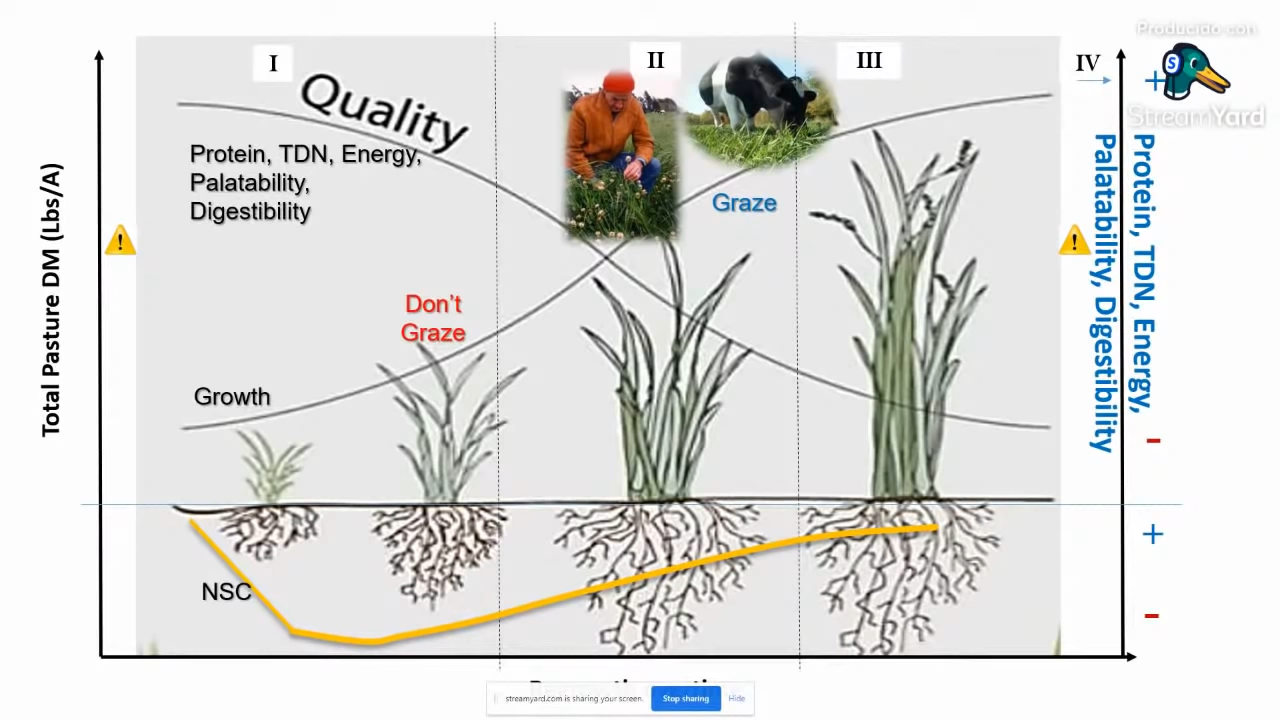 I
II
III
IV
Producido con
StreamYard
S
+
Quality
Protein, TDN, Energy,
Palatability,
Digestibility
Graze
Don't
Graze
Growth
NSC
Total Pasture DM (Lbs/A)
Protein, TDN, Energy,
Palatability, Digestibility
-
+
-
streamyard.com is sharing your screen.
Stop sharing
Hide